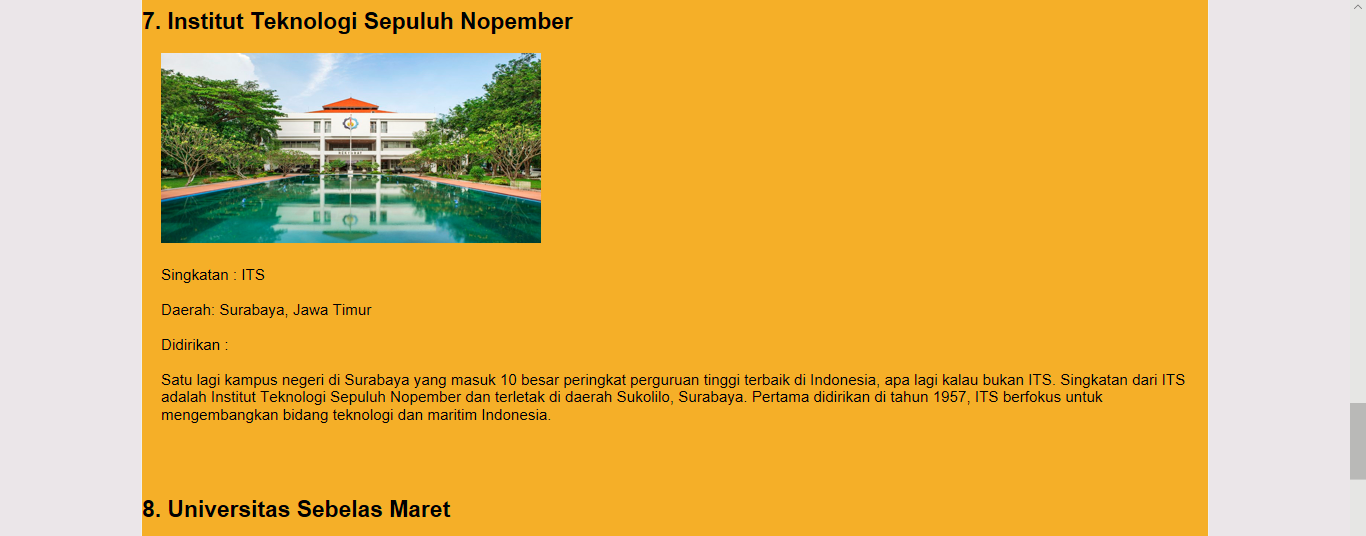 7. Institut Teknologi Sepuluh Nopember
Singkatan : ITS
Daerah: Surabaya, Jawa Timur
Didirikan :
Satu lagi kampus negeri di Surabaya yang masuk 10 besar peringkat perguruan tinggi terbaik di Indonesia, apa lagi kalau bukan ITS. Singkatan dari ITS
adalah Institut Teknologi Sepuluh Nopember dan terletak di daerah Sukolilo, Surabaya. Pertama didirikan di tahun 1957, ITS berfokus untuk
mengembangkan bidang teknologi dan maritim Indonesia.
8. Universitas Sebelas Maret